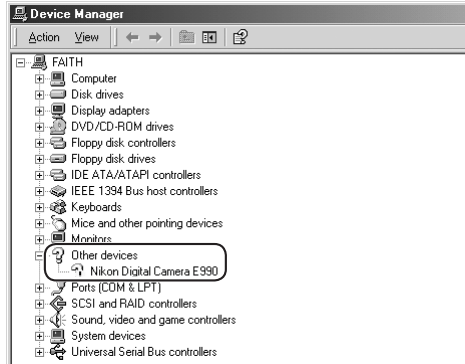 Device Manager
Action View
FAITH
Computer
Disk drives
Display adapters
DVD/CD-ROM drives
Floppy disk controllers
Floppy disk drives
IDE ATA/ATAPI controllers
IEEE 1394 Bus host controllers
Keyboards
Mice and other pointing devices
Monitors
Other devices
Nikon Digital Camera E990
Ports (COM & LPT)
SCSI and RAID controllers
Sound, video and game controllers
System devices
Universal Serial Bus controllers